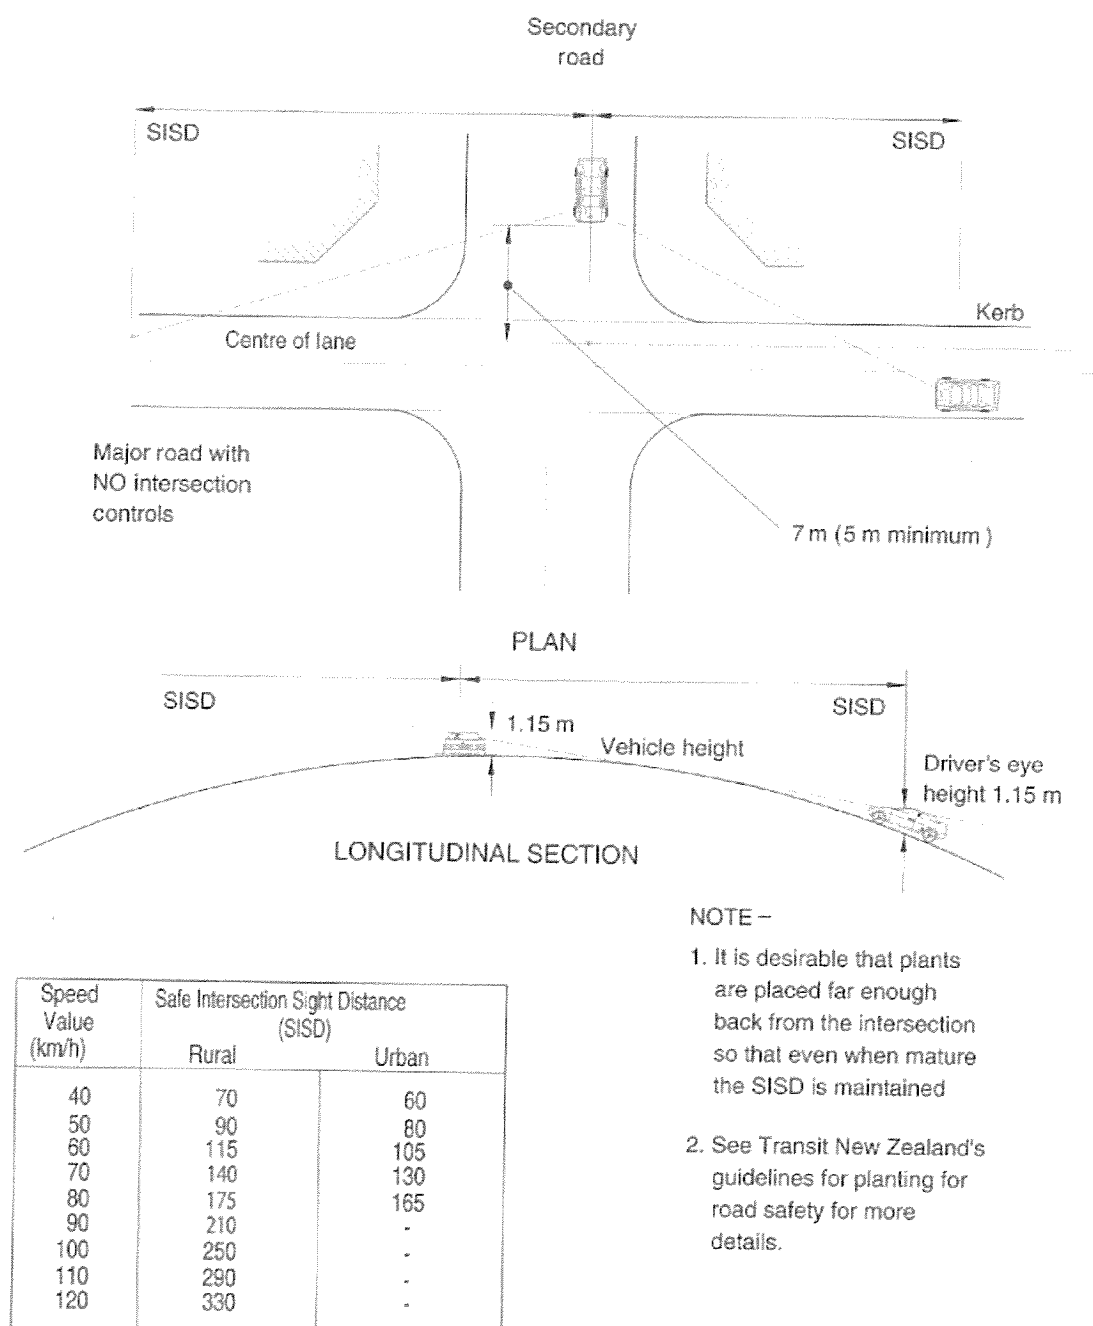 Secondary
road
SISD
SISD
Kerb
Centre of lane
Major road with
NO intersection
controls
7 m (5 m minimum )
PLAN
SISD
SISD
1.15 m
Vehicle height
Driver's eye
height 1.15 m
LONGITUDINAL SECTION
NOTE –
1. It is desirable that plants
are placed far enough
back from the intersection
so that even when mature
the SISD is maintained
2. See Transit New Zealand's
guidelines for planting for
road safety for more
details.
Speed
Value
(km/h)
Safe Intersection Sight Distance
(SISD)
Rural Urban
40 70 60
50 90 80
60 115 105
70 140 130
80 175 165
90 210 -
100 250 -
110 290 -
120 330 -